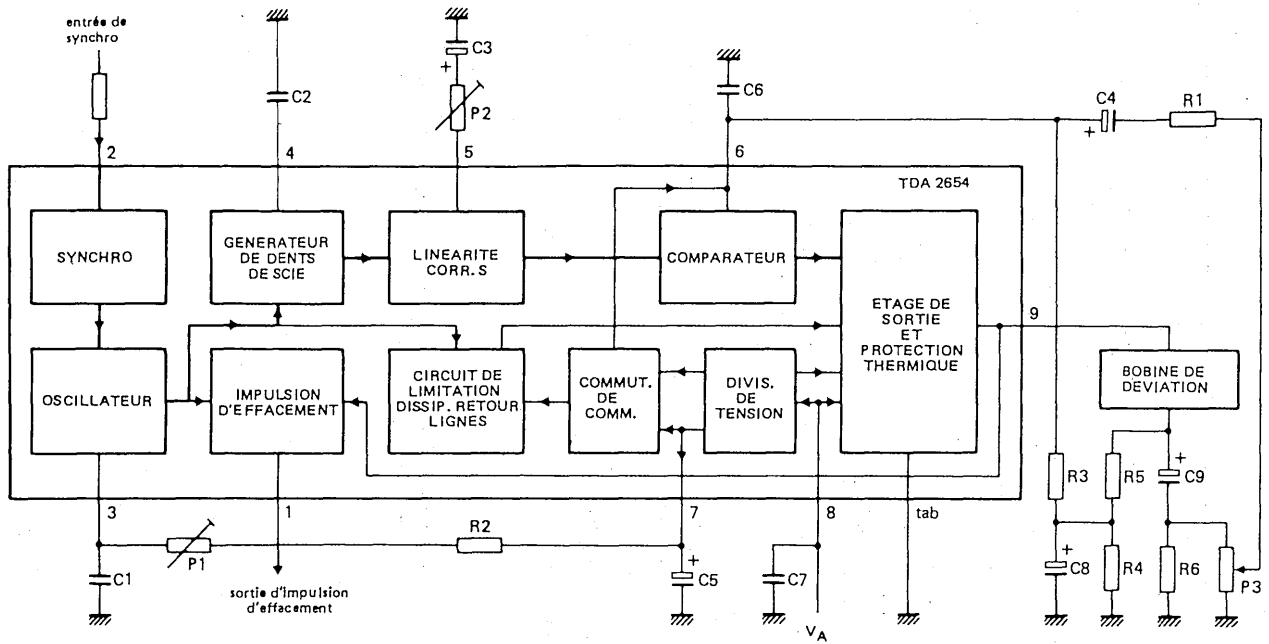 entrée de
synchro
C2
C3
+
P2
C6
C4
+
R1
2
4
5
6
TDA 2654
SYNCHRO
GENERATEUR
DE DENTS
DE SCIE
LINEARITE
CORR. S
COMPARATEUR
ETAGE DE
SORTIE
ET
PROTECTION
THERMIQUE
9
BOBINE DE
DEVIATION
OSCILLATEUR
IMPULSION
D'EFFACEMENT
CIRCUIT DE
LIMITATION
DISSIP. RETOUR
LIGNES
COMMUT.
DE
COMM.
DIVIS.
DE
TENSION
R3
R5
+
C9
3
1
7
8
tab
P1
R2
C1
+
C5
C7
+
C8
R4
R6
P3
sortie d'impulsion
d'effacement
VA